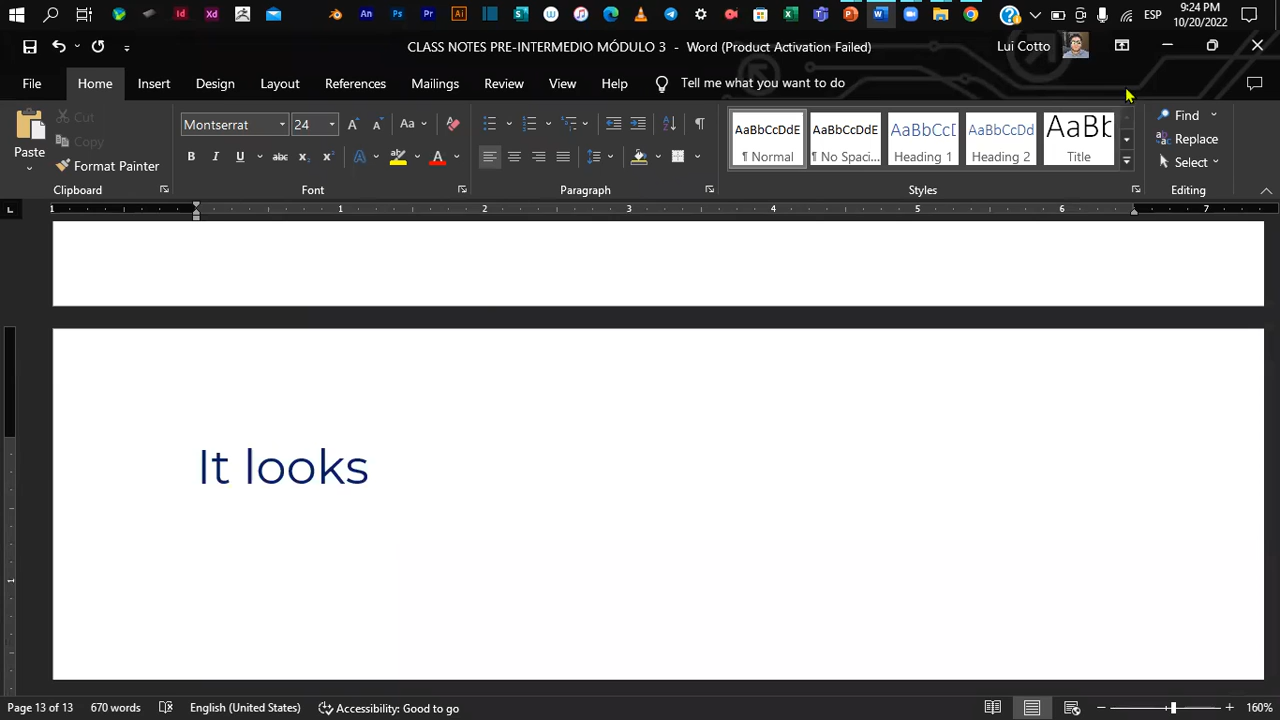 ESP
9:24 PM
10/20/2022
CLASS NOTES PRE-INTERMEDIO MÓDULO 3 - Word (Product Activation Failed)
Lui Cotto
File Home Insert Design Layout References Mailings Review View Help Tell me what you want to do
Paste
Cut
Copy
Format Painter
Clipboard
Montserrat 24
Font
Paragraph
AaBbCcDdE AaBbCcDdE AaBbCc[ AaBbCcDd AaBb
¶ Normal ¶ No Spaci... Heading 1 Heading 2 Title
Styles
Find
Replace
Select
Editing
1 1 2 3 4 5 6 7
It looks
1
Page 13 of 13 670 words English (United States) Accessibility: Good to go 160%